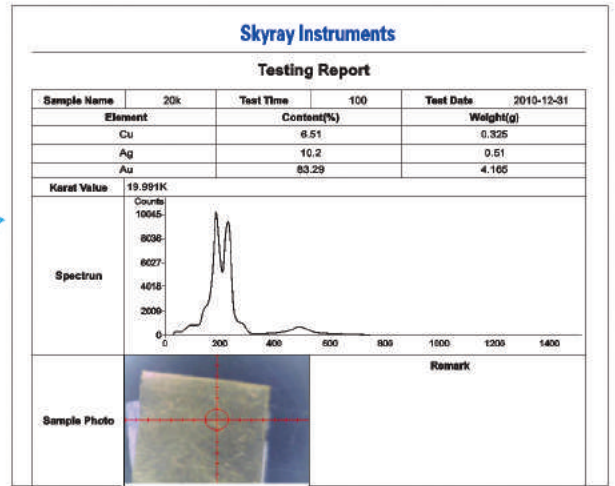 Skyray Instruments
Testing Report
Sample Name 20k Test Time 100 Test Date 2010-12-31
Element Content(%) Weight(g)
Cu 6.51 0.325
Ag 10.2 0.51
Au 83.29 4.165
Karat Value 19.991K
Counts
10045
8036
6027
4018
2009
0
Spectrun
0 200 400 600 800 1000 1200 1400
Sample Photo
Remark